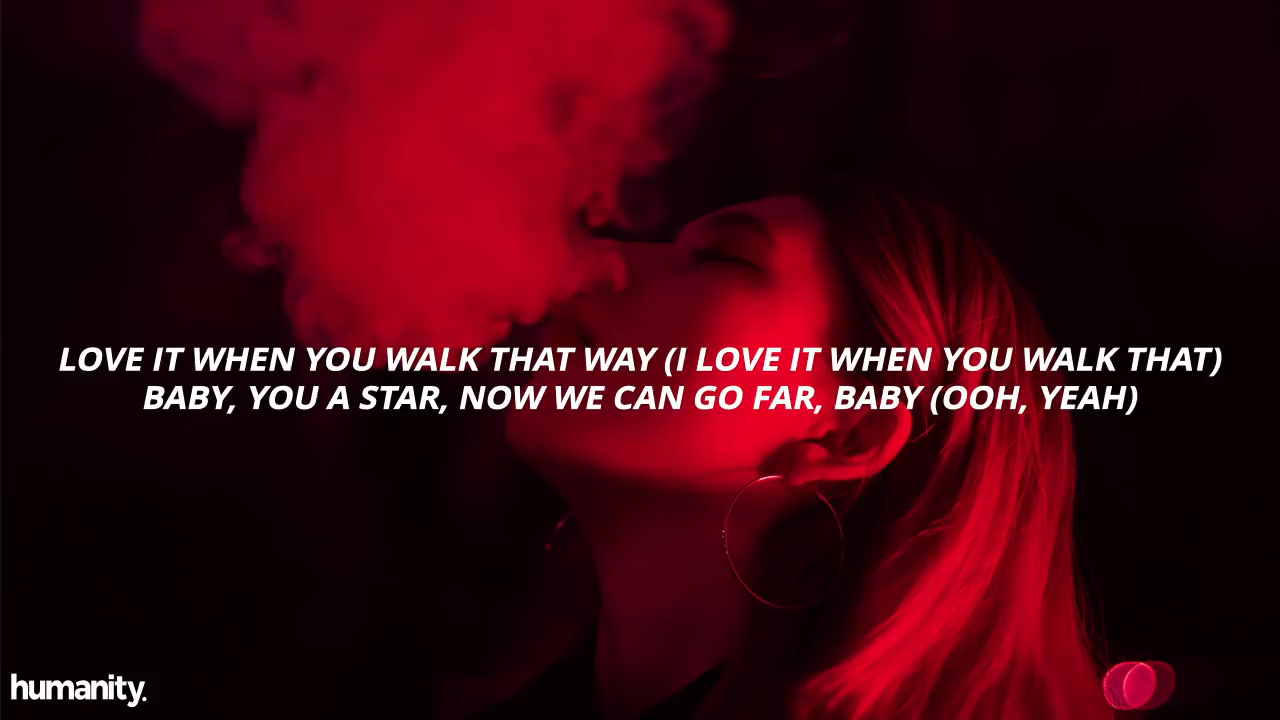 LOVE IT WHEN YOU WALK THAT WAY (I LOVE IT WHEN YOU WALK THAT)
BABY, YOU A STAR, NOW WE CAN GO FAR, BABY (OOH, YEAH)
humanity.